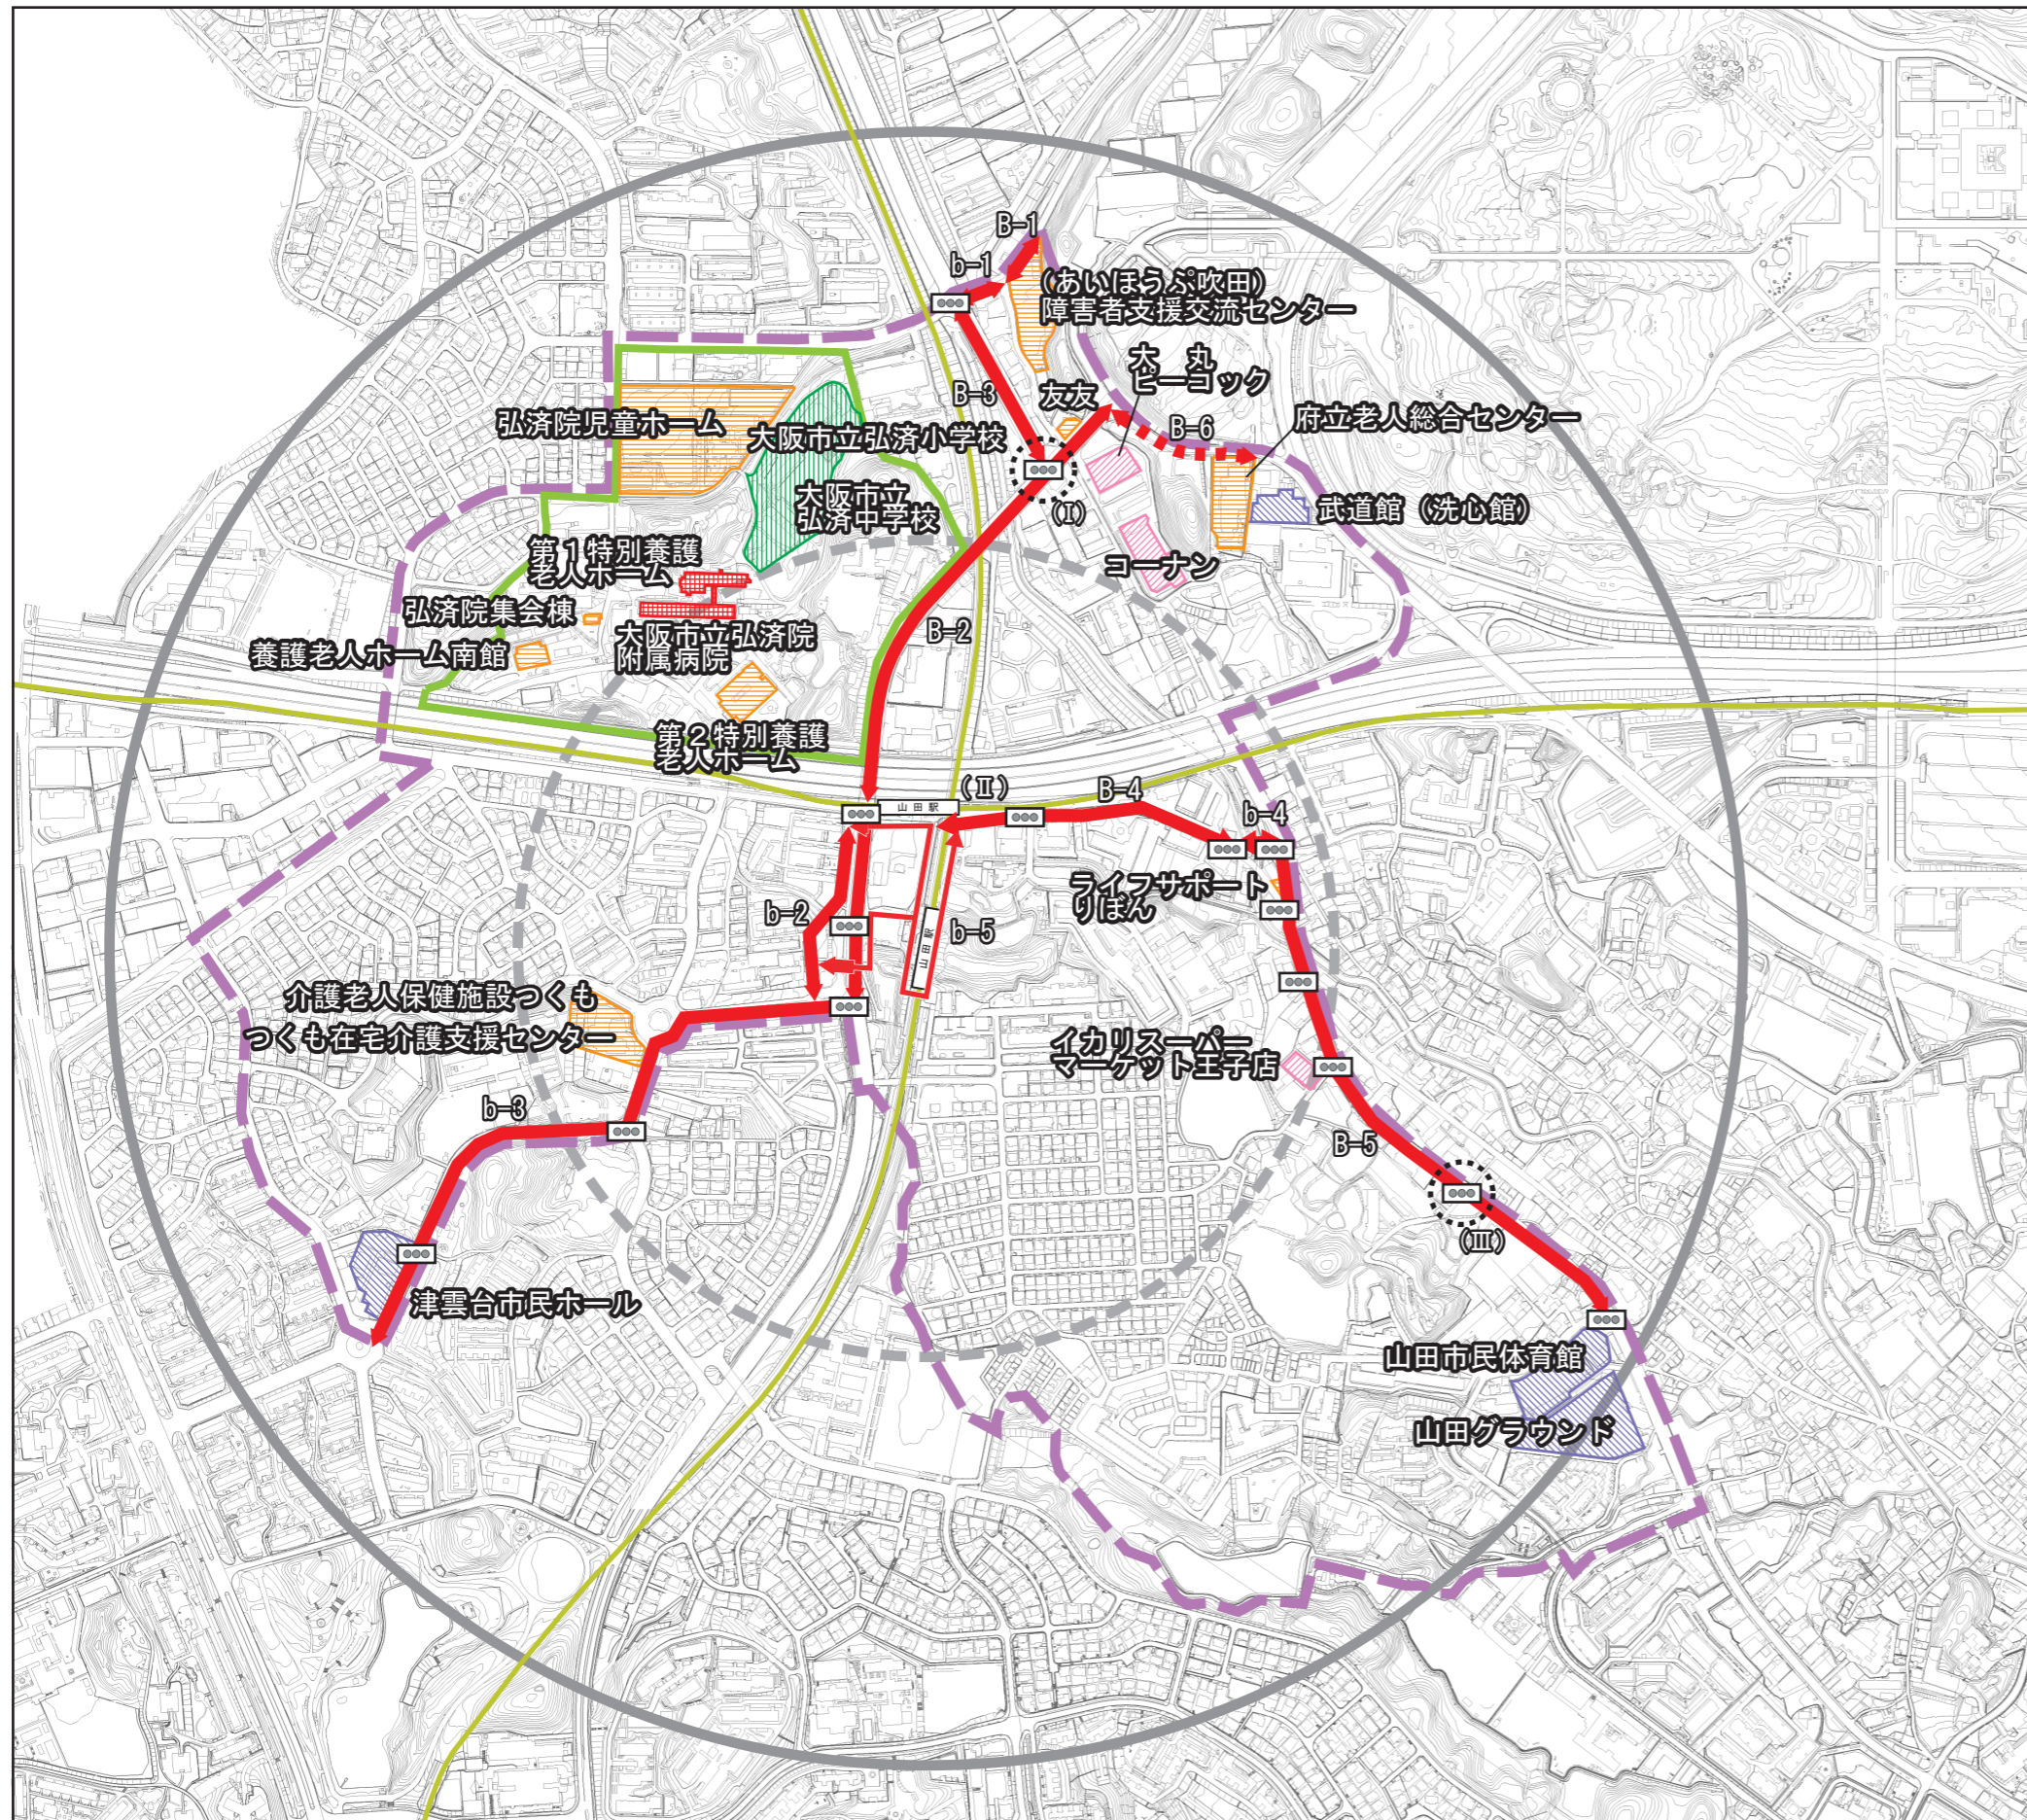 B-1
b-1
(あいほうぷ吹田)
障害者支援交流センター
大 丸
ピーコック
B-3
友友
弘済院児童ホーム
大阪市立弘済小学校
B-6
府立老人総合センター
大阪市立
弘済中学校
(Ⅰ)
武道館（洗心館）
第１特別養護
老人ホーム
コーナン
弘済院集会棟
大阪市立弘済院
附属病院
B-2
養護老人ホーム南館
第２特別養護
老人ホーム
山田駅
(Ⅱ)
B-4
b-4
ライフサポート
りぼん
b-2
山田駅
b-5
介護老人保健施設つくも
つくも在宅介護支援センター
イカリスーパー
マーケット王子店
b-3
B-5
(Ⅲ)
津雲台市民ホール
山田市民体育館
山田グラウンド